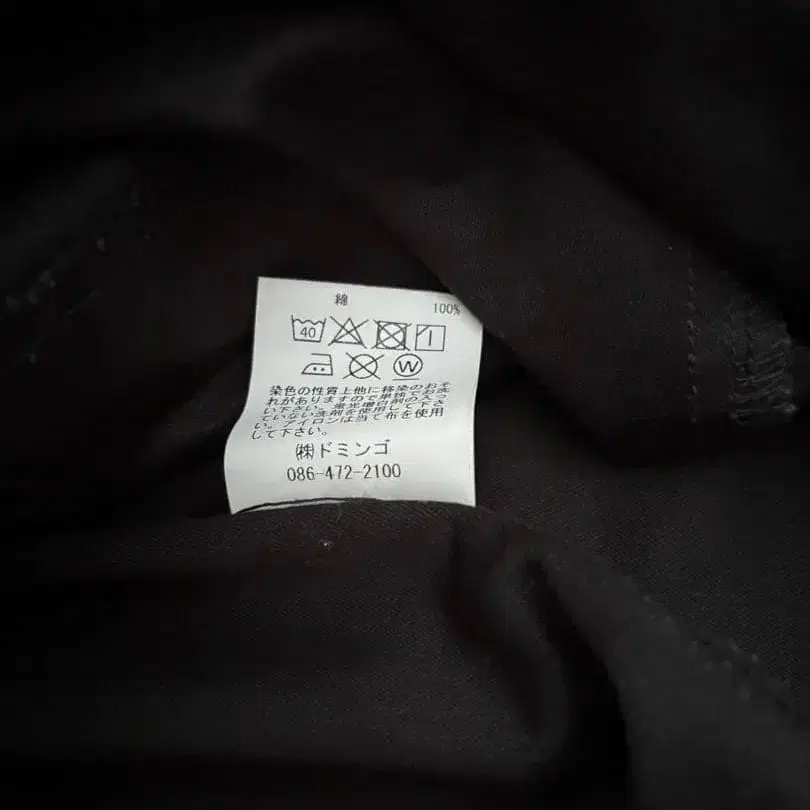 綿 100%
40
W
染色の性質上他に移染のおそ
れがありますので単独でお洗
い下さい。蛍光増白剤の入っ
ていない洗剤を使用して下さ
い。アイロンは当て布を使用
して下さい。
㈱ドミンゴ
086-472-2100